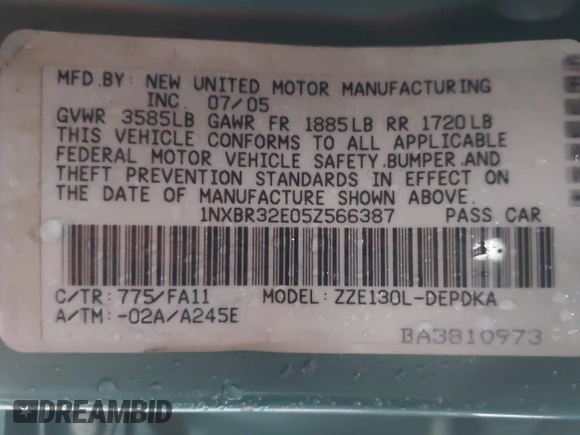 MFD.BY: NEW UNITED MOTOR MANUFACTURING
INC. 07/05
GVWR 3585LB GAWR FR 1885LB RR 1720LB
THIS VEHICLE CONFORMS TO ALL APPLICABLE
FEDERAL MOTOR VEHICLE SAFETY.BUMPER.AND
THEFT PREVENTION STANDARDS IN EFFECT ON
THE DATE OF MANUFACTURE SHOWN ABOVE.
1NXBR32E05Z566387 PASS CAR
C/TR: 775/FA11 MODEL: ZZE130L-DEPDKA
A/TM: -02A/A245E
BA3810973
DREAMBID